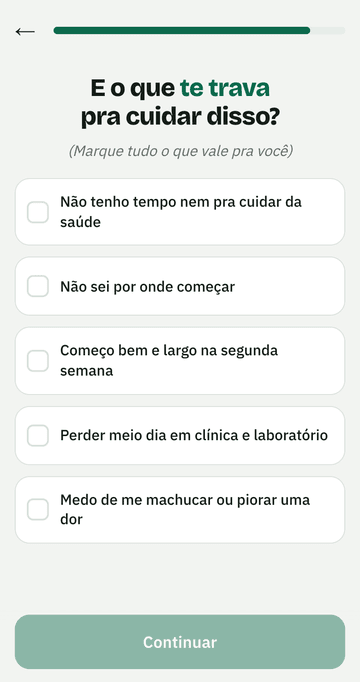 E o que te trava
pra cuidar disso?
(Marque tudo o que vale pra você)
Não tenho tempo nem pra cuidar da
saúde
Não sei por onde começar
Começo bem e largo na segunda
semana
Perder meio dia em clínica e laboratório
Medo de me machucar ou piorar uma
dor
Continuar